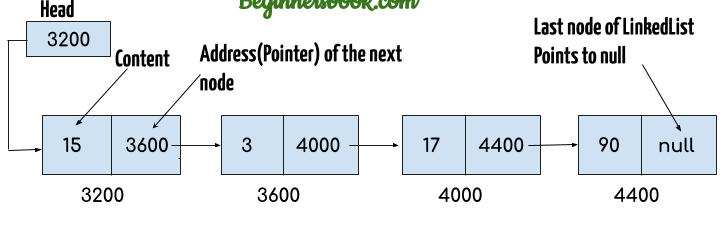 Beginnersbook.com
Head
3200
Content
Address(Pointer) of the next
node
Last node of LinkedList
Points to null
15 3600
3 4000
17 4400
90 null
3200
3600
4000
4400